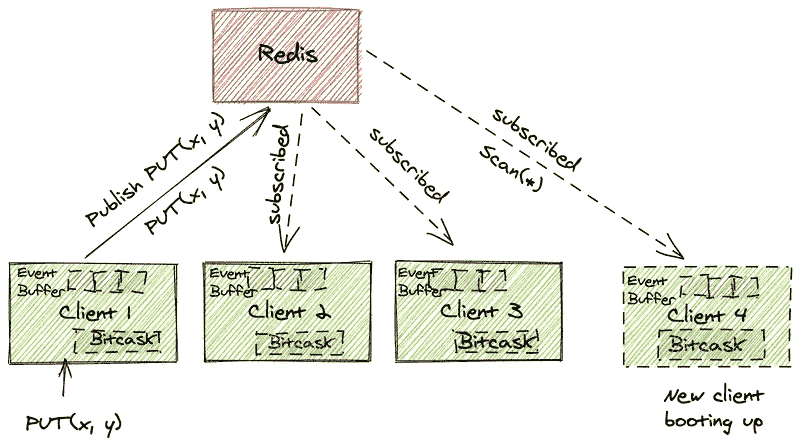 Redis
Publish PUT(x, y)
PUT(x, y)
subscribed
subscribed
subscribed
Scan(*)
Event
Buffer
Client 1
Bitcask
Event
Buffer
Client 2
Bitcask
Event
Buffer
Client 3
Bitcask
Event
Buffer
Client 4
Bitcask
PUT(x, y)
New client
booting up